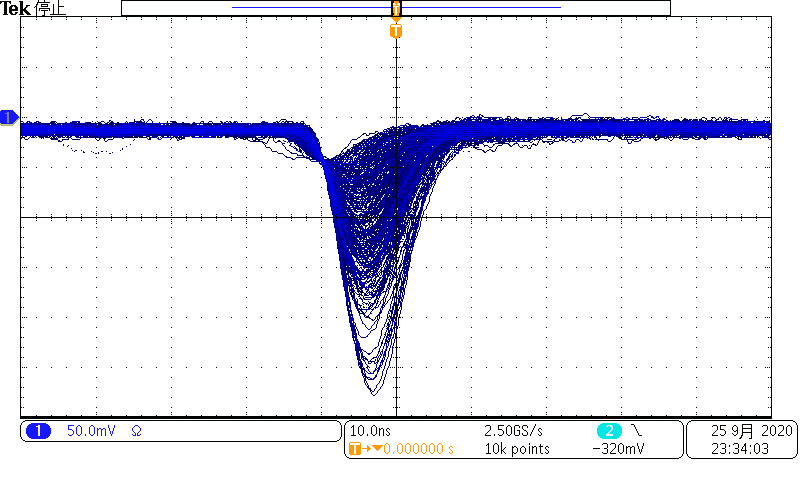 Tek 停止
T
T
1
1 50.0mV Ω
10.0ns 2.50GS/s 2 -320mV
T→▼0.000000 s 10k points
25 9月 2020
23:34:03